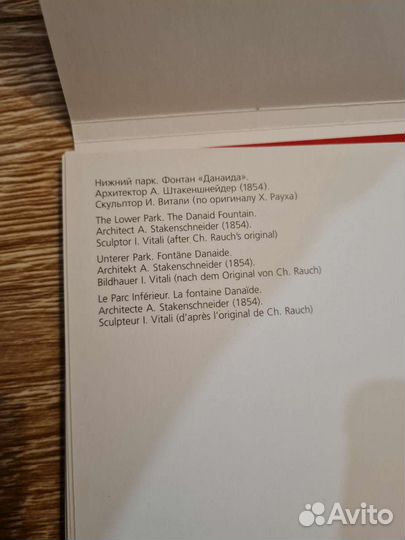 Нижний парк. Фонтан «Данаида».
Архитектор А. Штакеншнейдер (1854).
Скульптор И. Витали (по оригиналу Х. Рауха)
The Lower Park. The Danaid Fountain.
Architect A. Stakenschneider (1854).
Sculptor I. Vitali (after Ch. Rauch's original)
Unterer Park. Fontäne Danaide.
Architekt A. Stakenschneider (1854).
Bildhauer I. Vitali (nach dem Original von Ch. Rauch)
Le Parc Inférieur. La fontaine Danaïde.
Architecte A. Stakenschneider (1854).
Sculpteur I. Vitali (d'après l'original de Ch. Rauch)
Avito